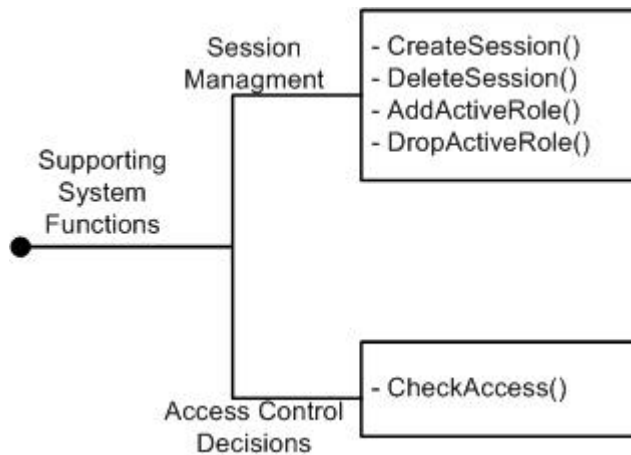 Session
Managment
- CreateSession()
- DeleteSession()
- AddActiveRole()
- DropActiveRole()
Supporting
System
Functions
- CheckAccess()
Access Control
Decisions